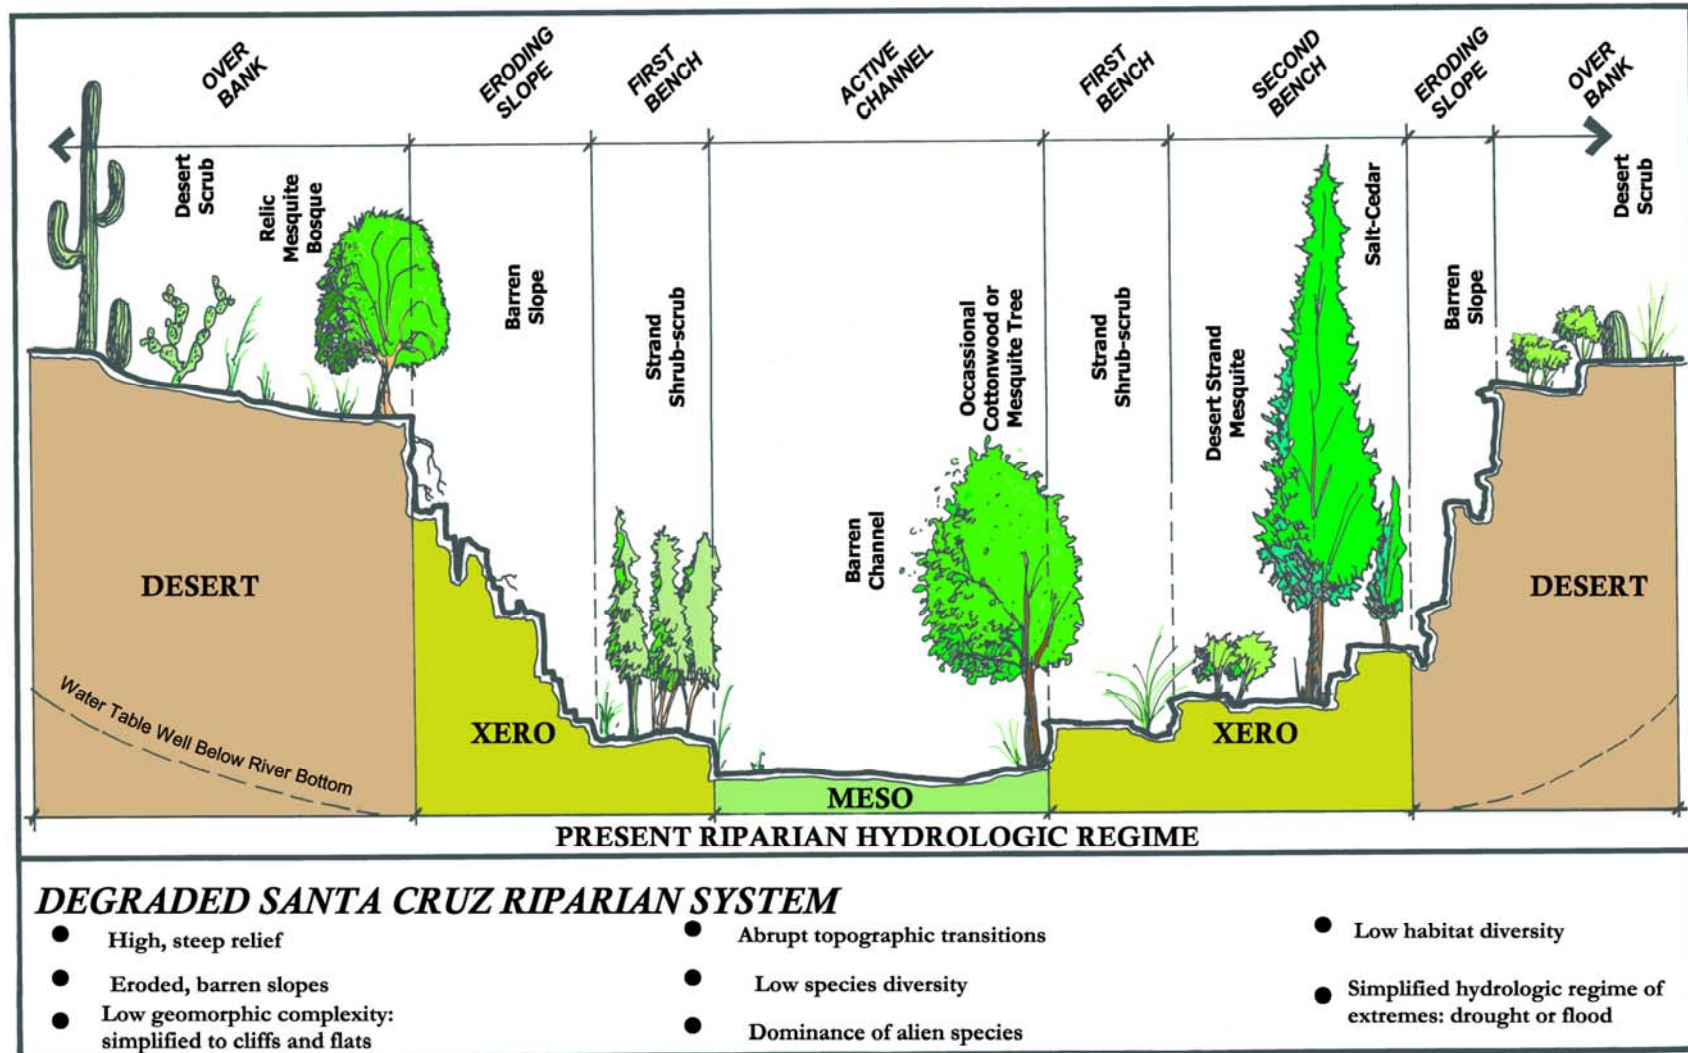 OVER
BANK
ERODING
SLOPE
FIRST
BENCH
ACTIVE
CHANNEL
FIRST
BENCH
SECOND
BENCH
ERODING
SLOPE
OVER
BANK
Desert
Scrub
Relic
Mesquite
Bosque
Barren
Slope
Strand
Shrub-scrub
Barren
Channel
Occassional
Cottonwood or
Mesquite Tree
Strand
Shrub-scrub
Desert Strand
Mesquite
Salt-Cedar
Barren
Slope
Desert
Scrub
DESERT
XERO
MESO
XERO
DESERT
Water Table Well Below River Bottom
PRESENT RIPARIAN HYDROLOGIC REGIME
DEGRADED SANTA CRUZ RIPARIAN SYSTEM
● High, steep relief
● Eroded, barren slopes
● Low geomorphic complexity:
simplified to cliffs and flats
● Abrupt topographic transitions
● Low species diversity
● Dominance of alien species
● Low habitat diversity
● Simplified hydrologic regime of
extremes: drought or flood